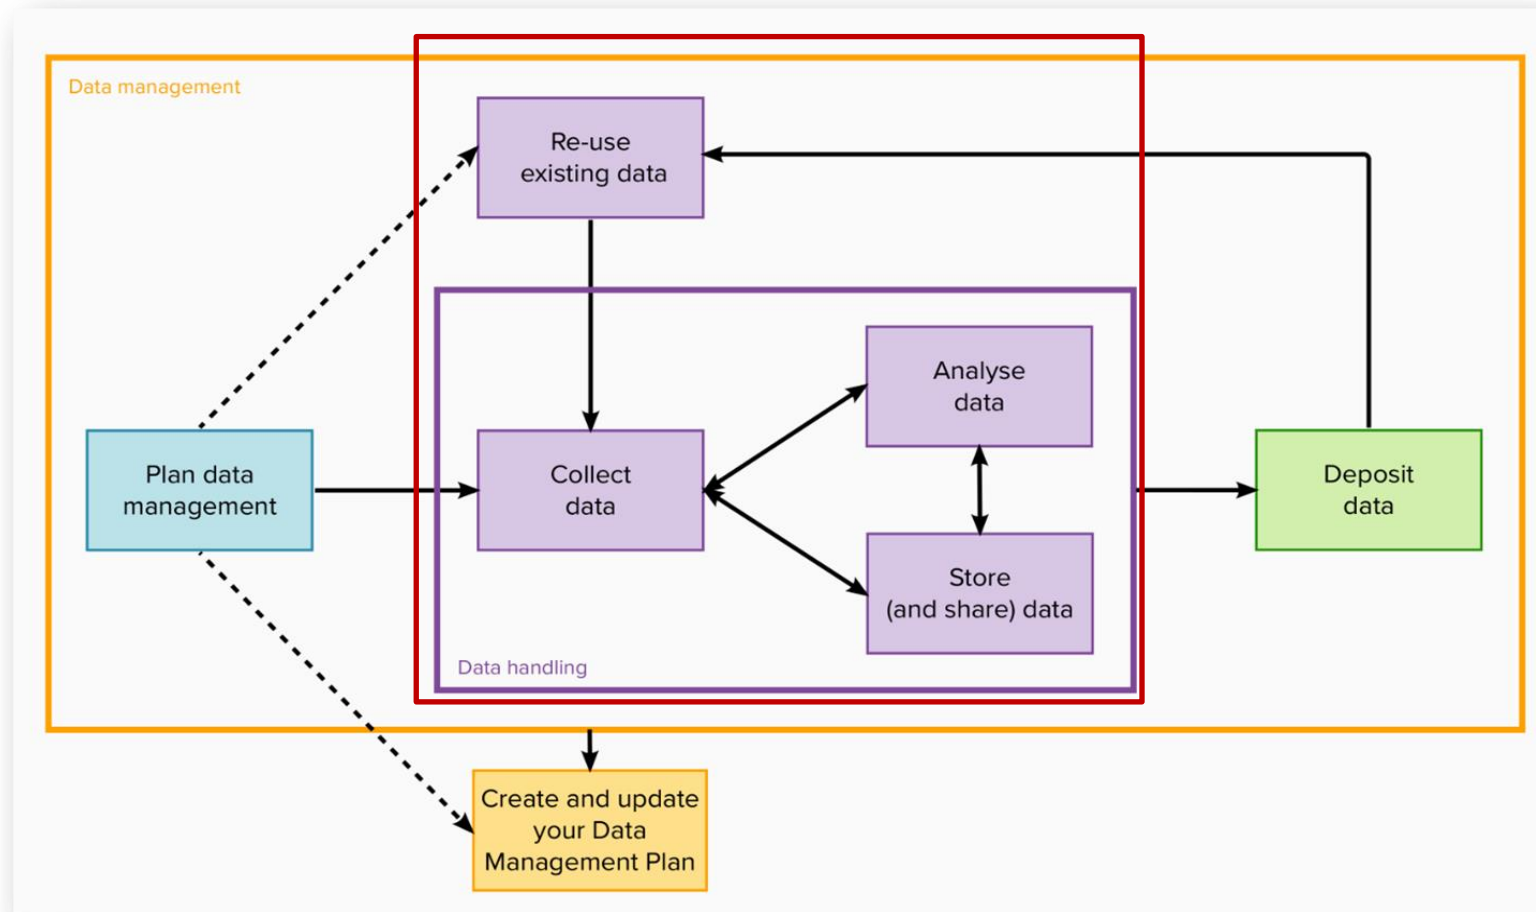 Data management
Re-use
existing data
Plan data
management
Collect
data
Analyse
data
Store
(and share) data
Data handling
Deposit
data
Create and update
your Data
Management Plan